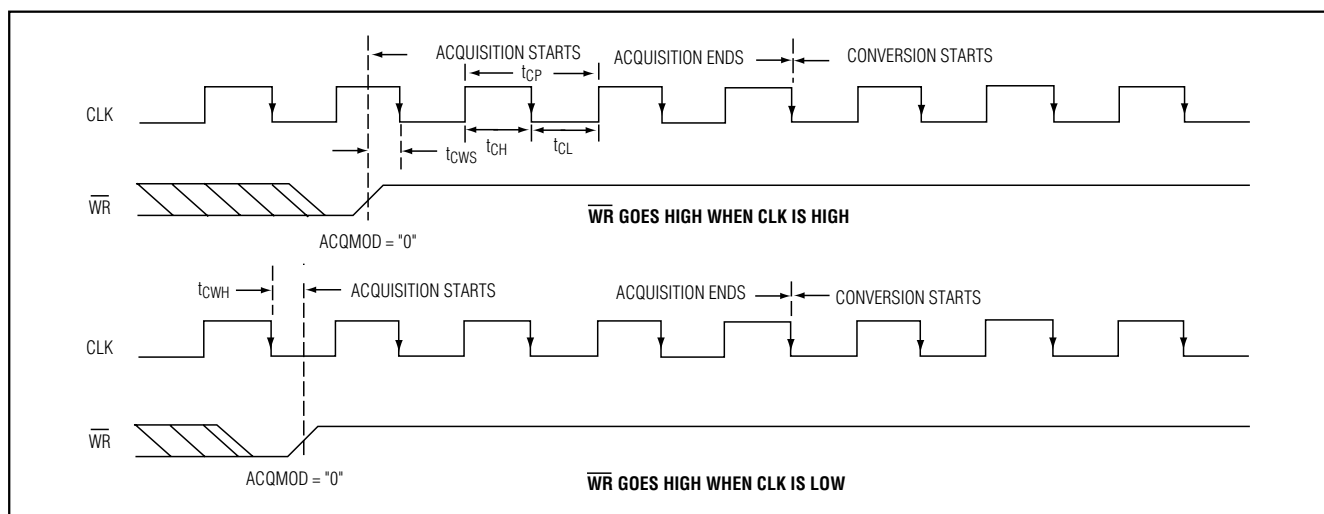 ACQUISITION STARTS
ACQUISITION ENDS
CONVERSION STARTS
tCP
CLK
tCWS
tCH
tCL
WR
WR GOES HIGH WHEN CLK IS HIGH
ACQMOD = "0"
tCWH
ACQUISITION STARTS
ACQUISITION ENDS
CONVERSION STARTS
CLK
WR
ACQMOD = "0"
WR GOES HIGH WHEN CLK IS LOW